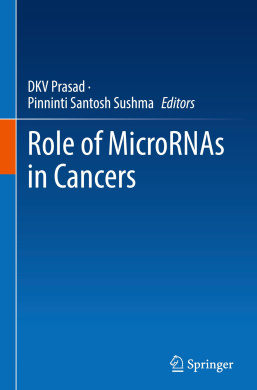 DKV Prasad ·
Pinninti Santosh Sushma Editors
Role of MicroRNAs
in Cancers
Springer